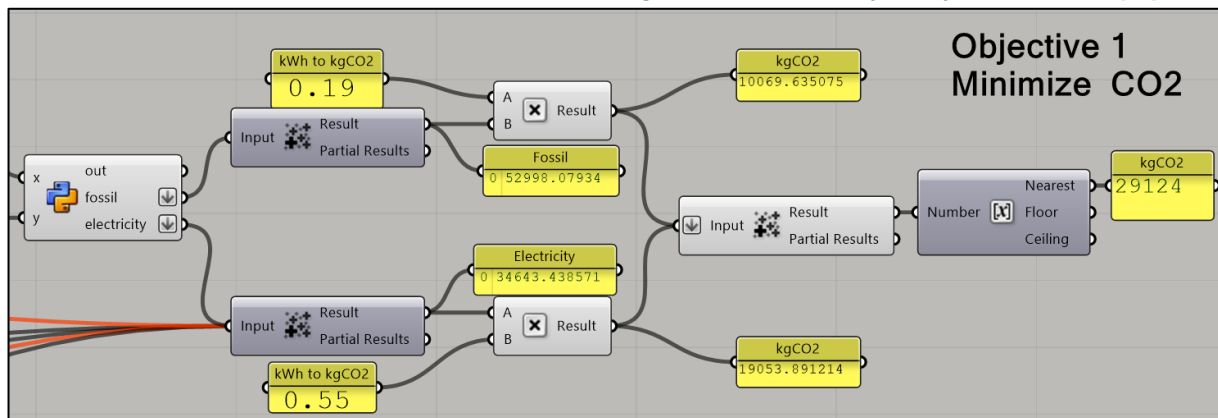 Objective 1
Minimize CO2
kWh to kgCO2
0.19
kgCO2
10069.635075
A
B
Result
Input
Result
Partial Results
Fossil
0 52998.07934
x
y
out
fossil
electricity
kgCO2
29124
Input
Result
Partial Results
Number
[x]
Nearest
Floor
Ceiling
Electricity
0 34643.438571
Input
Result
Partial Results
A
B
Result
kWh to kgCO2
0.55
kgCO2
19053.891214